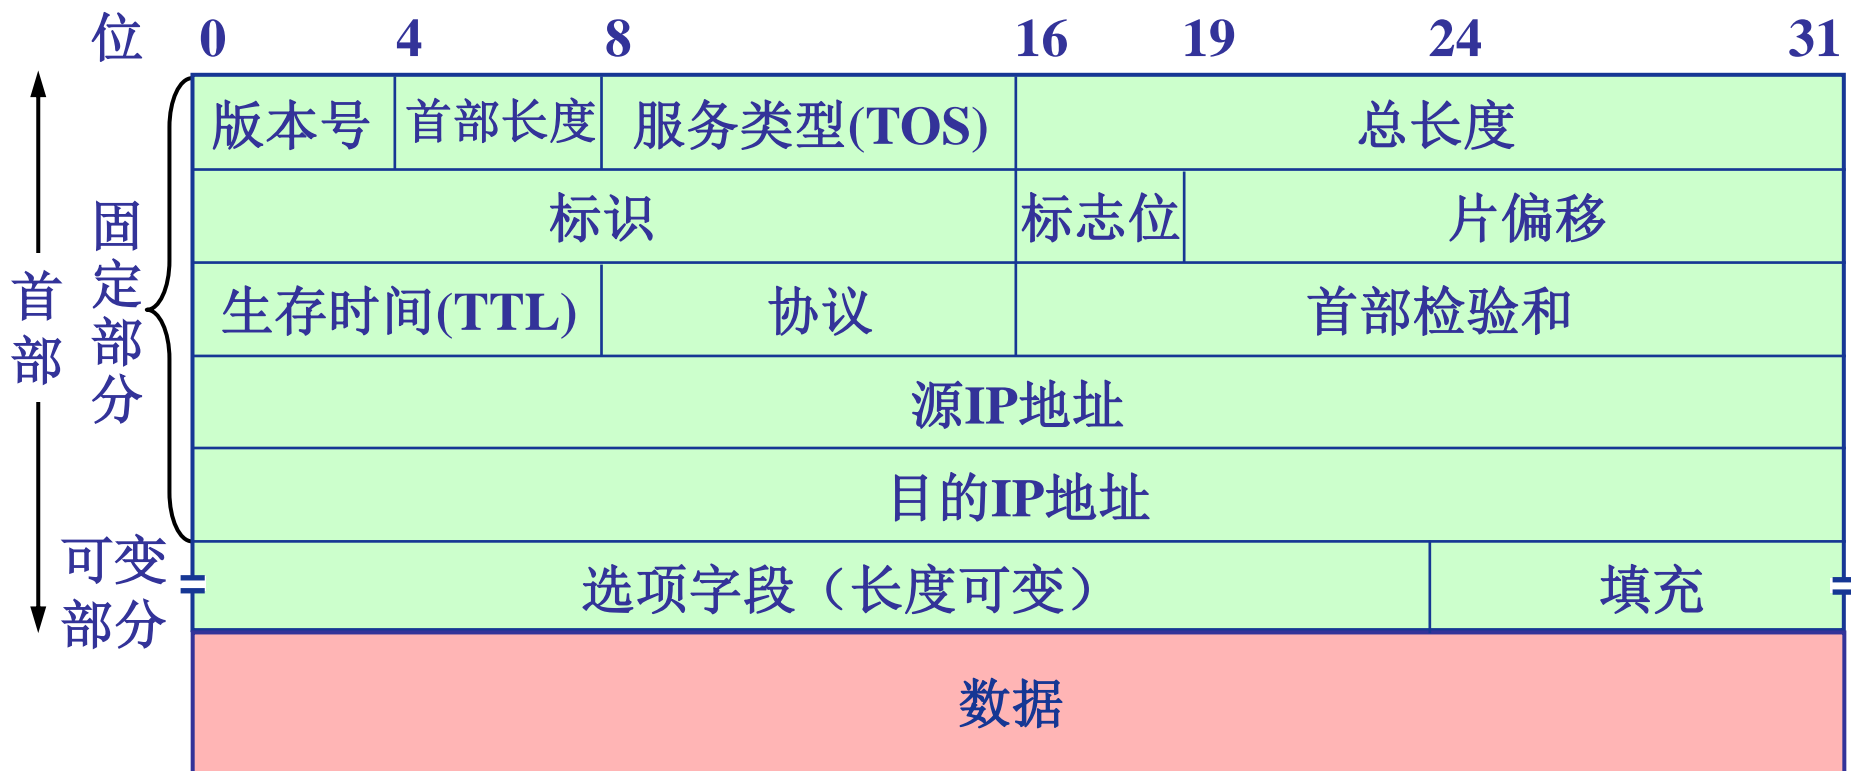 位 0 4 8 16 19 24 31
版本号 首部长度 服务类型(TOS) 总长度
标识 标志位 片偏移
生存时间(TTL) 协议 首部检验和
源IP地址
目的IP地址
选项字段（长度可变） 填充
数据
首部
固定部分
可变
部分